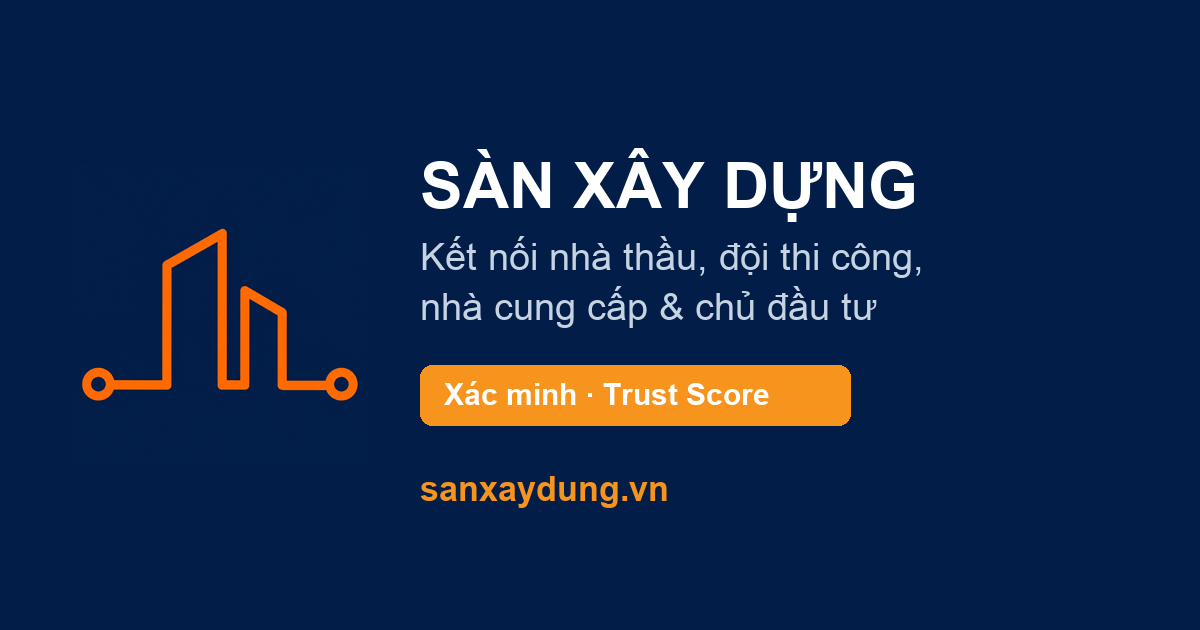 SÀN XÂY DỰNG
Kết nối nhà thầu, đội thi công,
nhà cung cấp & chủ đầu tư
Xác minh · Trust Score
sanxaydung.vn